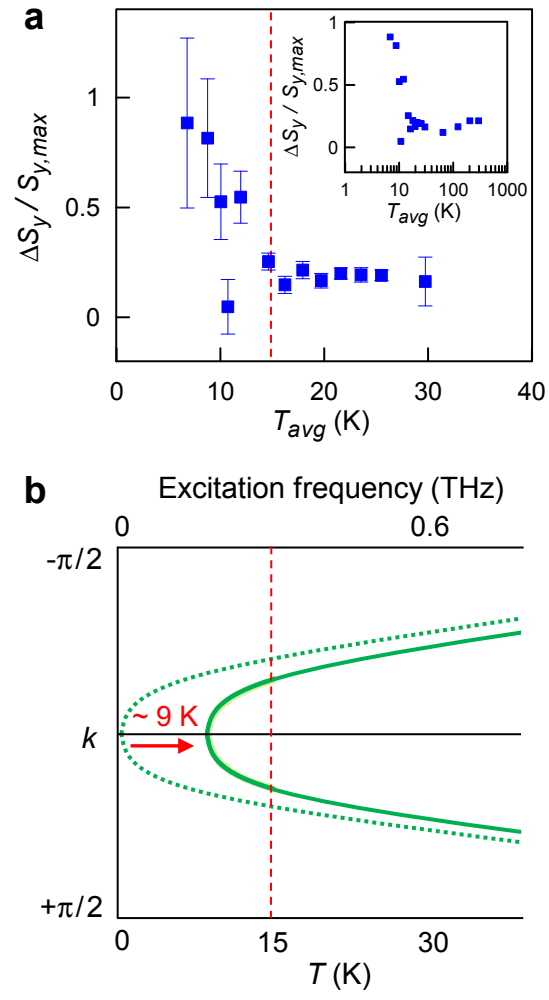 a
ΔS_y / S_y,max
1
0.5
0
0
10
20
30
40
T_avg (K)
ΔS_y / S_y,max
1
0.5
0
1
10
100
1000
T_avg (K)
b
Excitation frequency (THz)
0
0.6
-π/2
k
+π/2
~ 9 K
0
15
30
T (K)